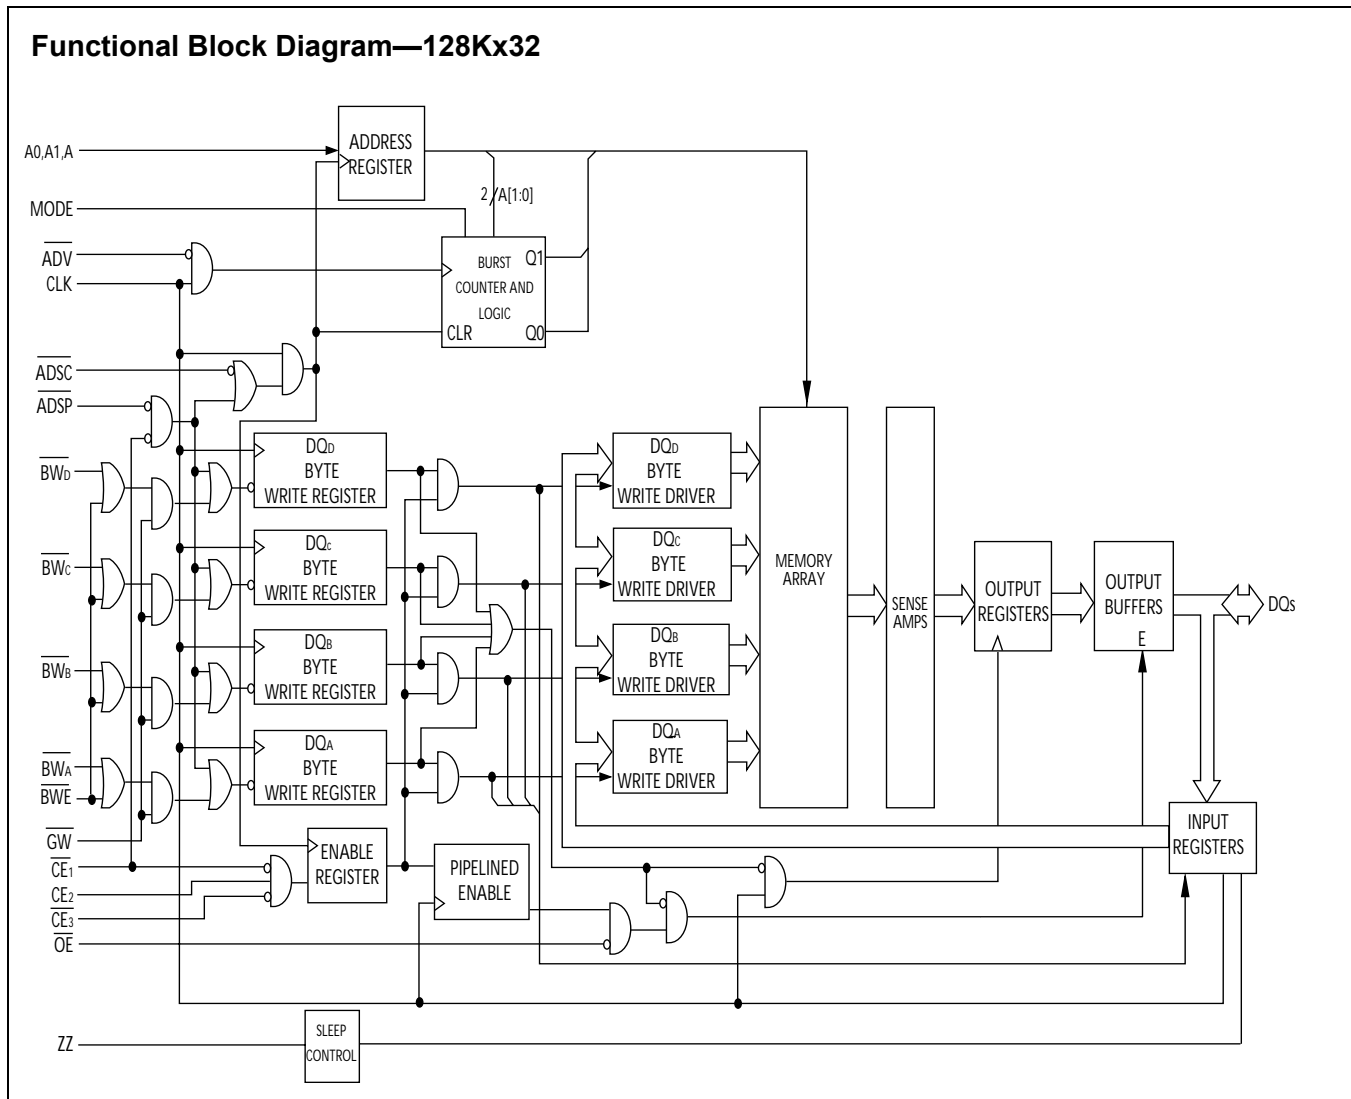 Functional Block Diagram—128Kx32
ADDRESS
REGISTER
A0,A1,A
2
A[1:0]
MODE
ADV
CLK
BURST
COUNTER AND
LOGIC
Q1
CLR
Q0
ADSC
ADSP
BWD
DQD
BYTE
WRITE REGISTER
DQD
BYTE
WRITE DRIVER
BWC
DQc
BYTE
WRITE REGISTER
DQC
BYTE
WRITE DRIVER
BWB
DQB
BYTE
WRITE REGISTER
DQB
BYTE
WRITE DRIVER
BWA
BWE
DQA
BYTE
WRITE REGISTER
DQA
BYTE
WRITE DRIVER
MEMORY
ARRAY
SENSE
AMPS
OUTPUT
REGISTERS
OUTPUT
BUFFERS
E
DQs
INPUT
REGISTERS
GW
CE1
CE2
CE3
OE
ENABLE
REGISTER
PIPELINED
ENABLE
ZZ
SLEEP
CONTROL